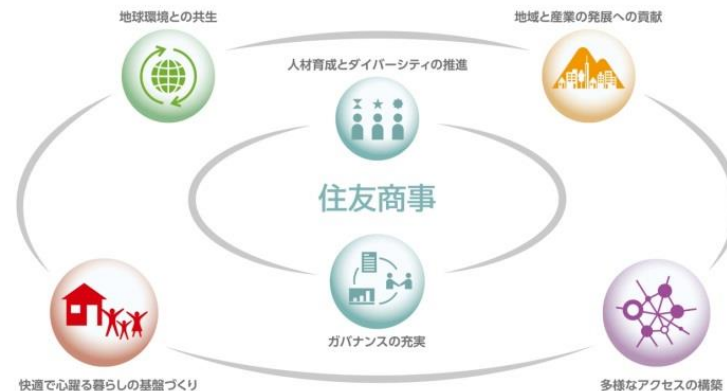 地球環境との共生
地域と産業の発展への貢献
人材育成とダイバーシティの推進
住友商事
ガバナンスの充実
快適で心躍る暮らしの基盤づくり
多様なアクセスの構築